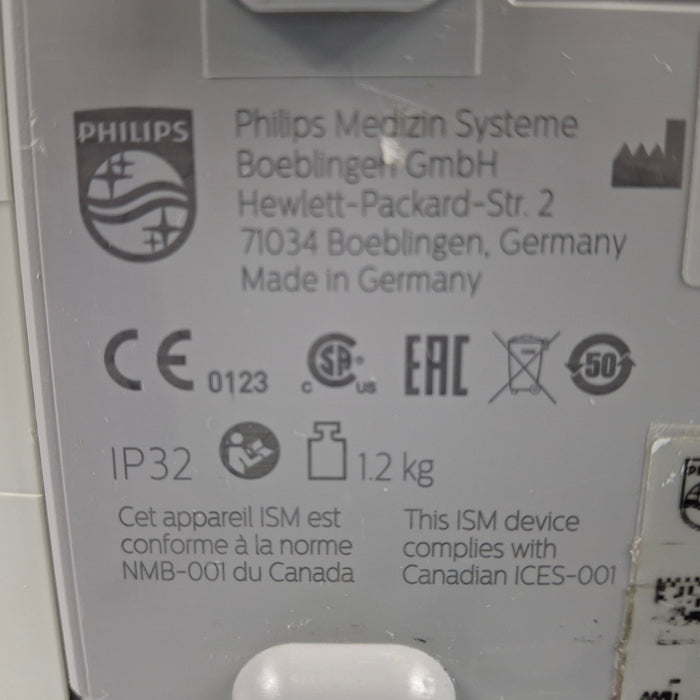 PHILIPS
Philips Medizin Systeme
Boeblingen GmbH
Hewlett-Packard-Str. 2
71034 Boeblingen, Germany
Made in Germany
CE 0123
c SA® us
EAC
50
IP32
1.2 kg
Cet appareil ISM est
conforme à la norme
NMB-001 du Canada
This ISM device
complies with
Canadian ICES-001